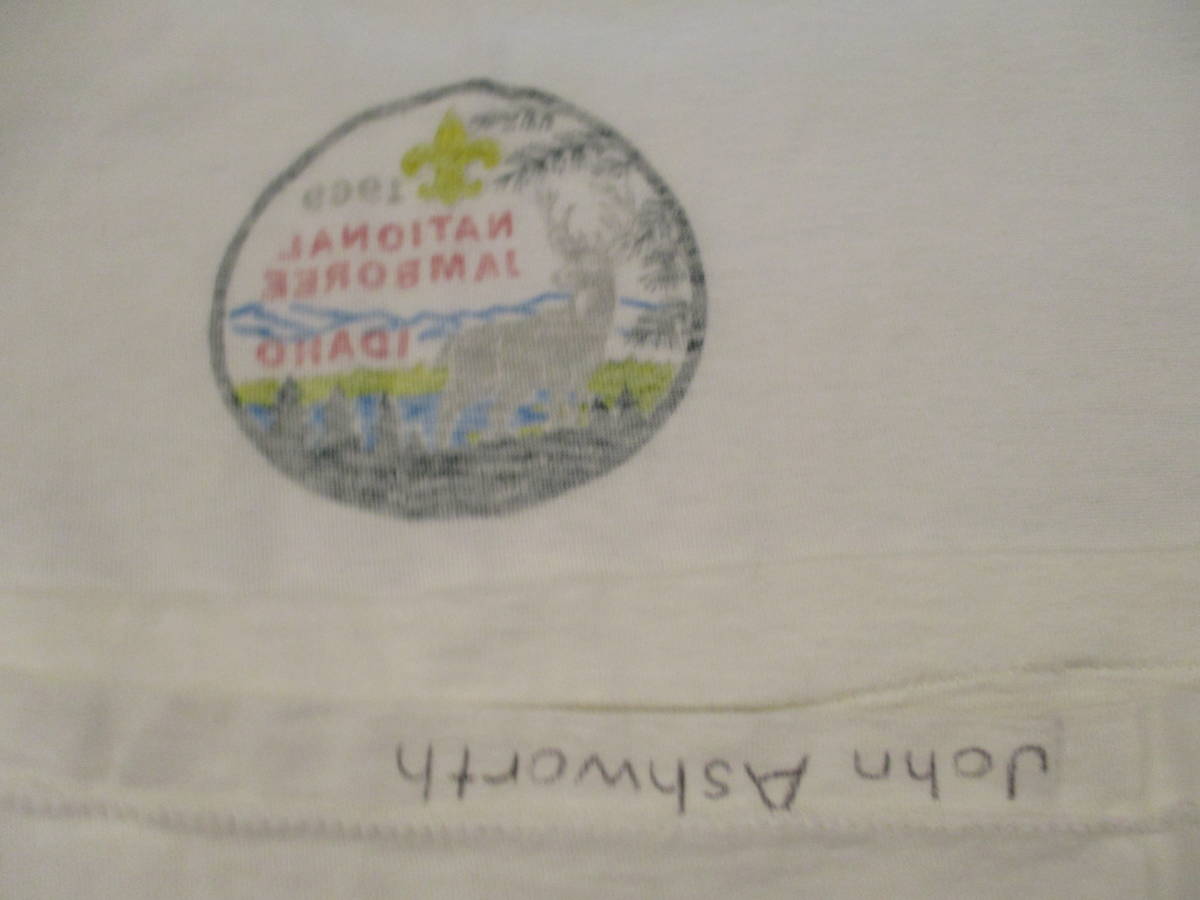 1969
NATIONAL
JAMBOREE
IDAHO
John Ashworth